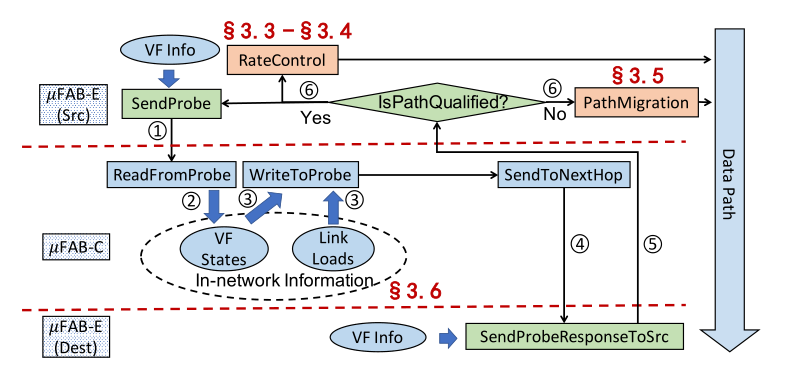 §3.3 – §3.4
VF Info
RateControl
§3.5
μFAB-E
(Src)
SendProbe
⑥
IsPathQualified?
⑥
PathMigration
Yes
No
①
ReadFromProbe
WriteToProbe
SendToNextHop
②
③
③
VF
States
Link
Loads
④
⑤
Data Path
μFAB-C
In-network Information
§3.6
μFAB-E
(Dest)
VF Info
SendProbeResponseToSrc